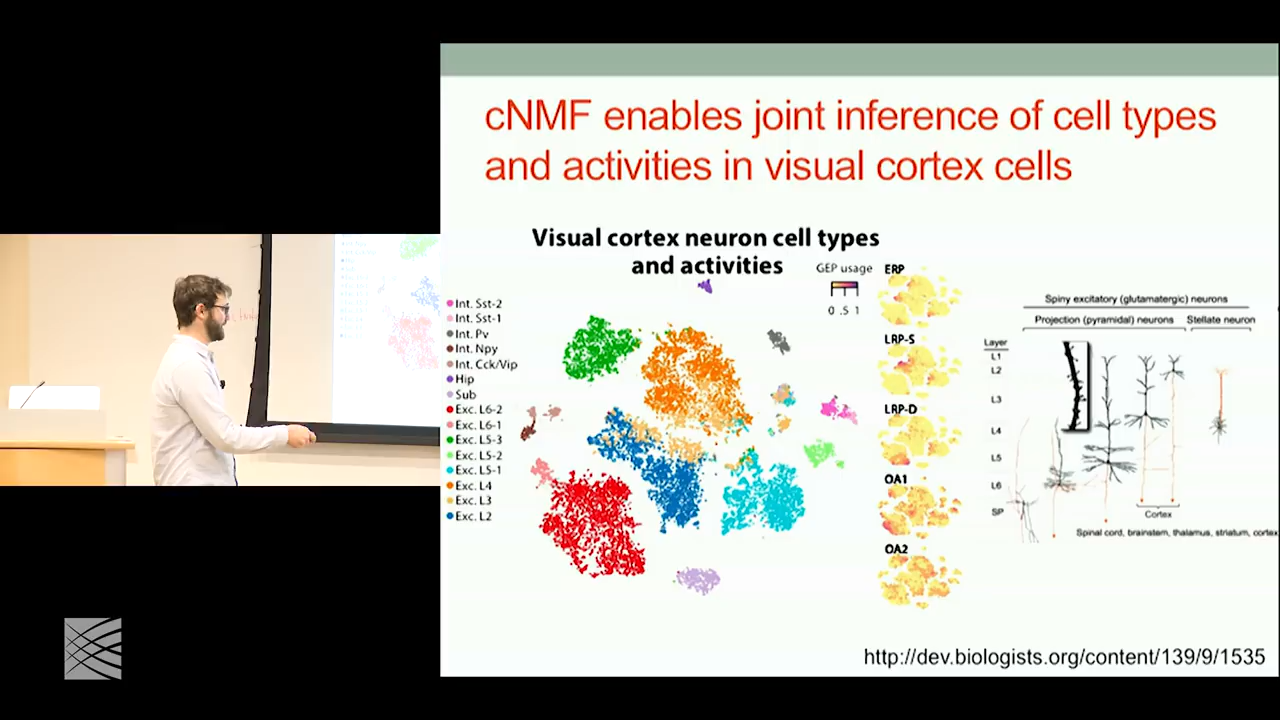 cNMF enables joint inference of cell types
and activities in visual cortex cells
Visual cortex neuron cell types
and activities
GEP usage
0 .5 1
Int. Sst-2
Int. Sst-1
Int. Pv
Int. Npy
Int. Cck/Vip
Hip
Sub
Exc. L6-2
Exc. L6-1
Exc. L5-3
Exc. L5-2
Exc. L5-1
Exc. L4
Exc. L3
Exc. L2
ERP
LRP-S
LRP-D
OA1
OA2
Spiny excitatory (glutamatergic) neurons
Projection (pyramidal) neurons
Stellate neuron
Layer
L1
L2
L3
L4
L5
L6
SP
Cortex
Spinal cord, brainstem, thalamus, striatum, cortex
http://dev.biologists.org/content/139/9/1535